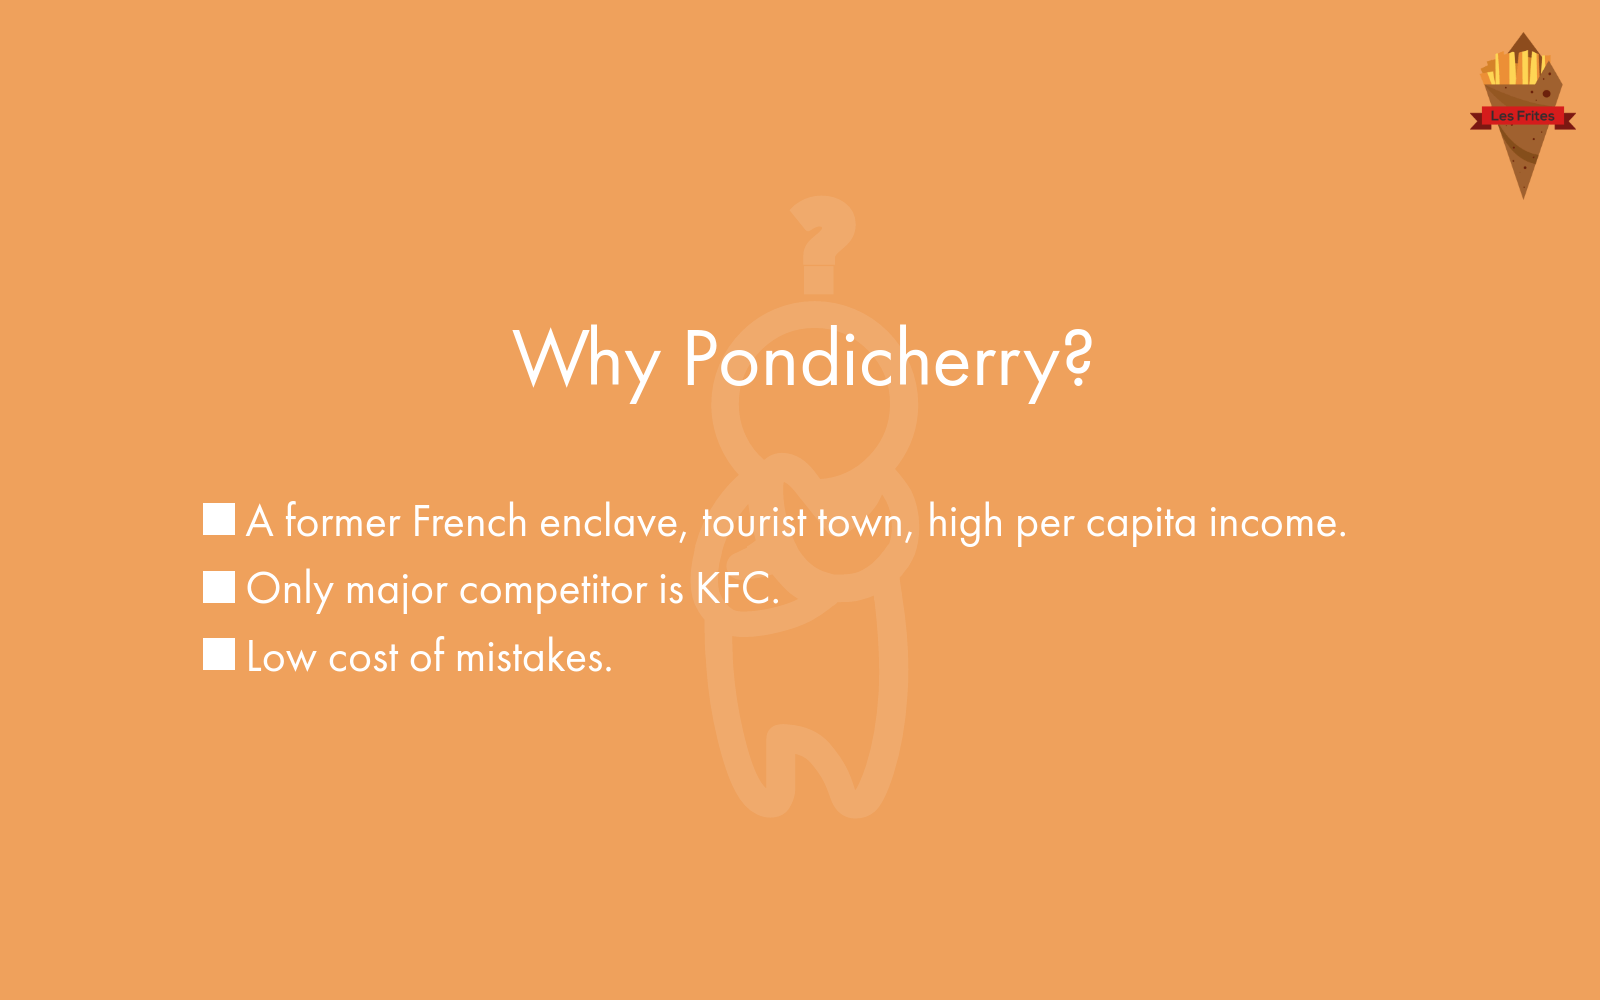 Les Frites
Why Pondicherry?
A former French enclave, tourist town, high per capita income.
Only major competitor is KFC.
Low cost of mistakes.